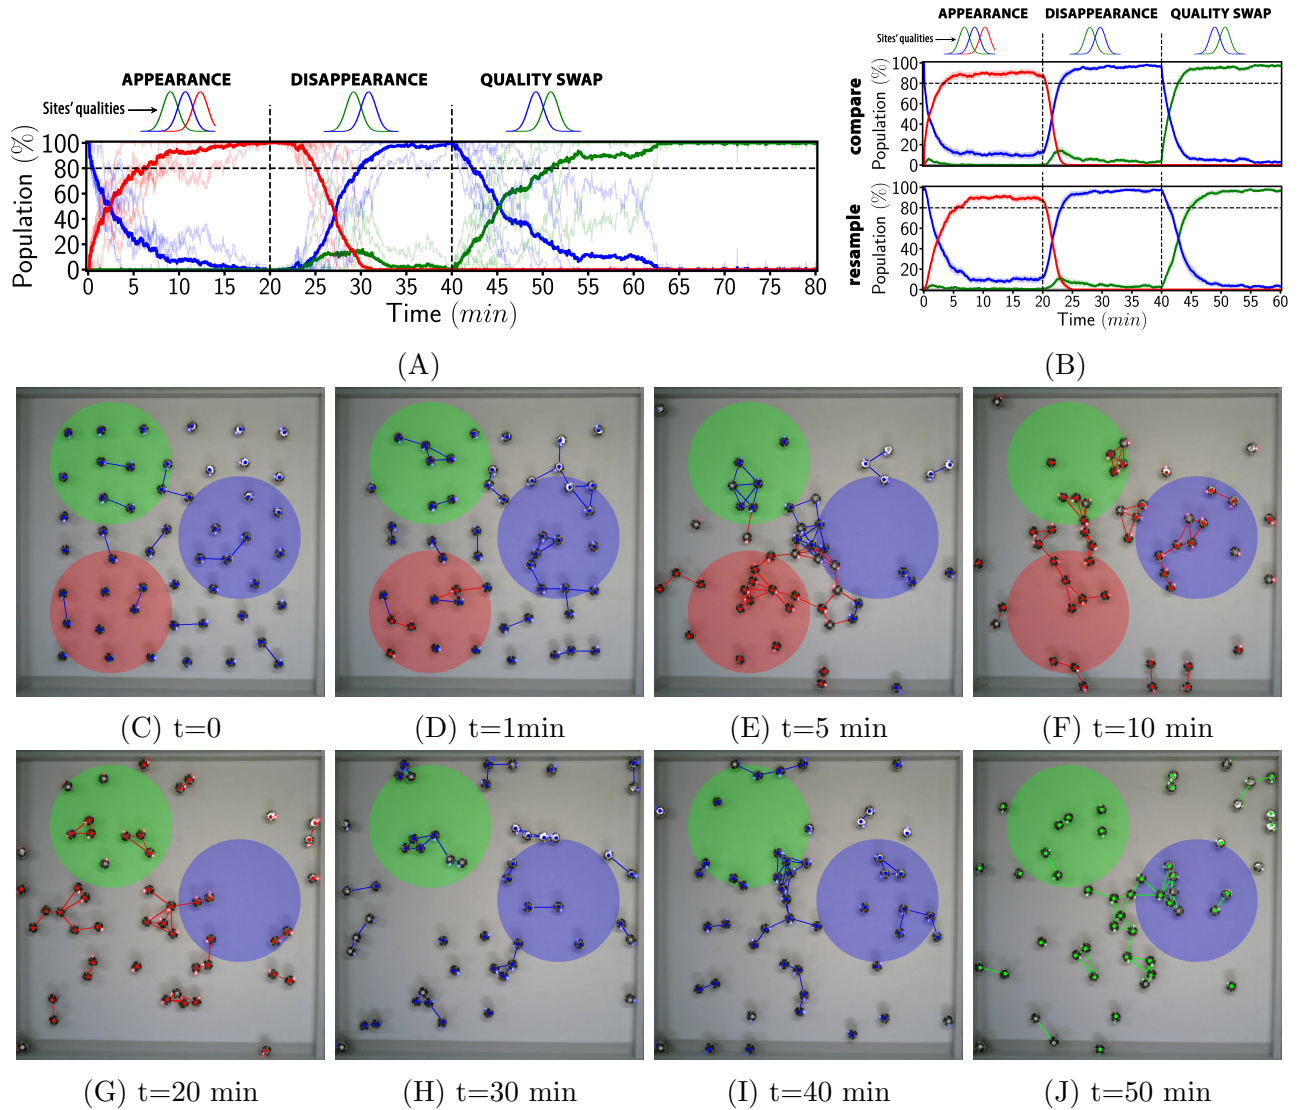 APPEARANCE DISAPPEARANCE QUALITY SWAP
Sites' qualities
Population (%)
100
80
60
40
20
0
0 5 10 15 20 25 30 35 40 45 50 55 60 65 70 75 80
Time (min)
(A)
APPEARANCE DISAPPEARANCE QUALITY SWAP
Sites' qualities
compare
Population (%)
100
80
60
40
20
0
resample
Population (%)
100
80
60
40
20
0
0 5 10 15 20 25 30 35 40 45 50 55 60
Time (min)
(B)
(C) t=0 (D) t=1min (E) t=5 min (F) t=10 min
(G) t=20 min (H) t=30 min (I) t=40 min (J) t=50 min